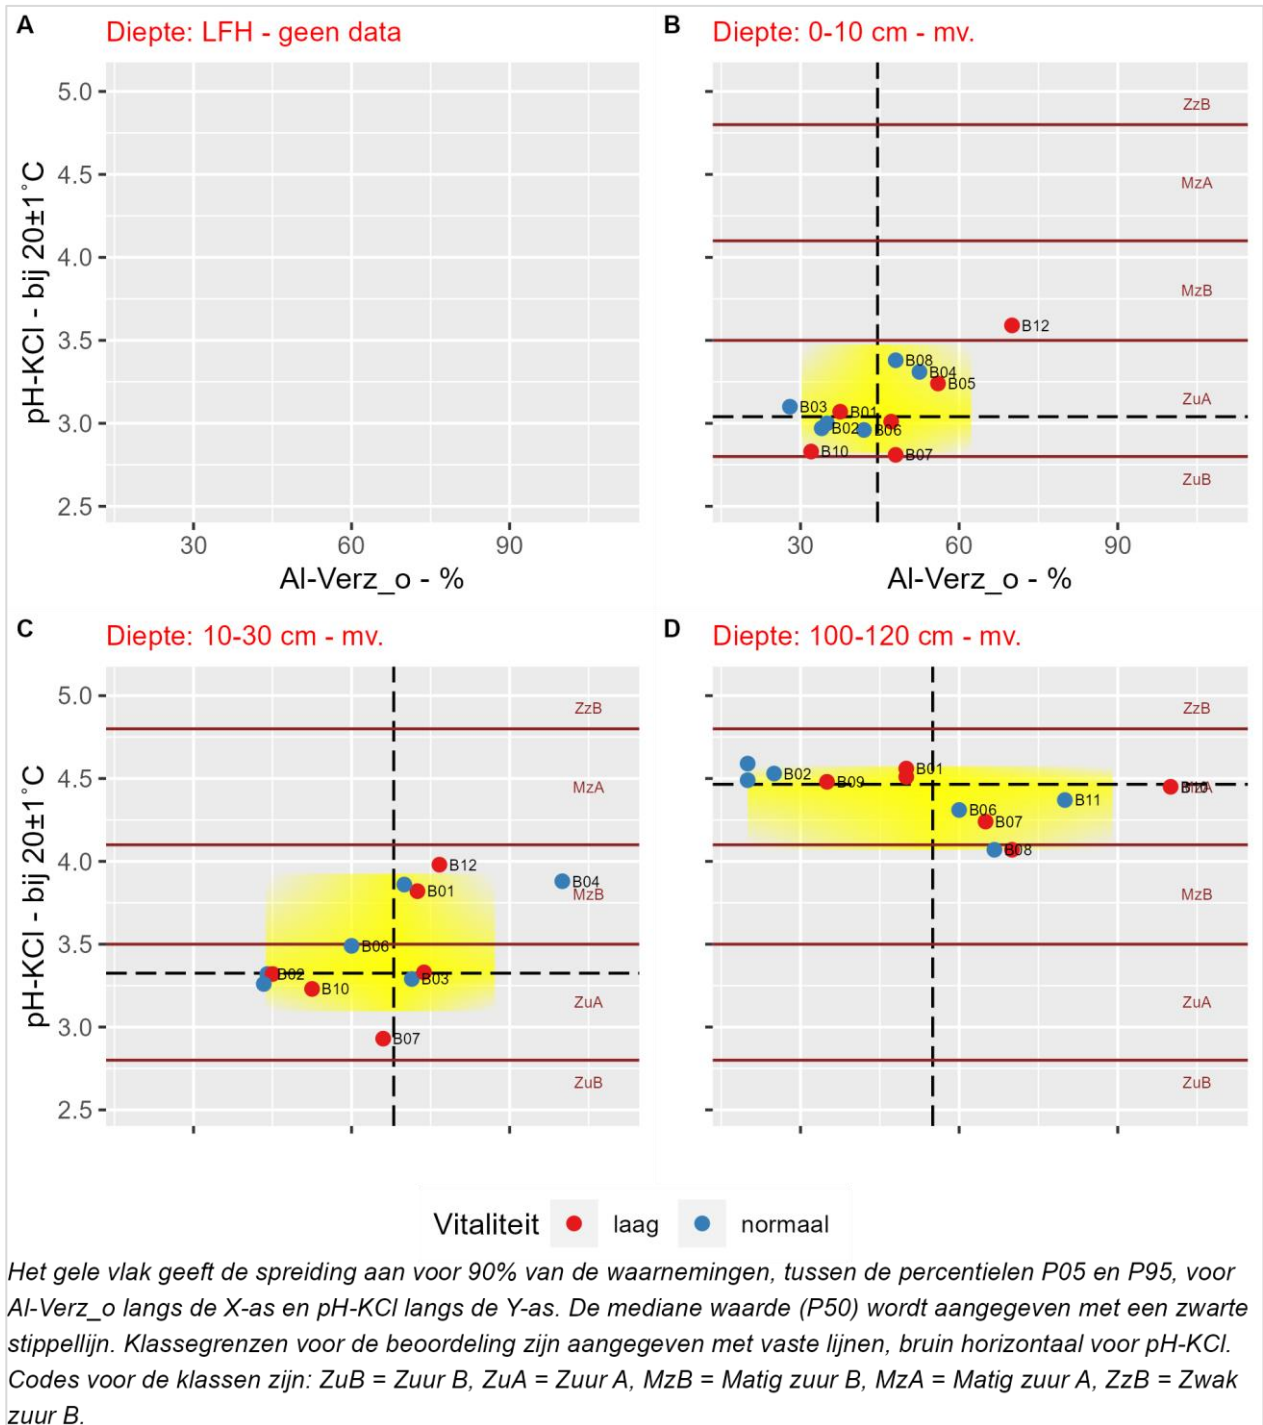 A
Diepte: LFH - geen data
5.0
4.5
4.0
3.5
3.0
2.5
pH-KCl - bij 20±1˚C
30
60
90
Al-Verz_o - %
B
Diepte: 0-10 cm - mv.
ZzB
MzA
MzB
B12
B08
B04
B05
ZuA
B03
B01
B02
B06
B10
B07
ZuB
30
60
90
Al-Verz_o - %
C
Diepte: 10-30 cm - mv.
5.0
4.5
4.0
3.5
3.0
2.5
pH-KCl - bij 20±1˚C
ZzB
MzA
B12
B04
B01
MzB
B06
B02
B03
B10
ZuA
B07
ZuB
D
Diepte: 100-120 cm - mv.
ZzB
B01
B02
B09
B10
MzA
B11
B06
B07
B08
MzB
ZuA
ZuB
Vitaliteit
laag
normaal
Het gele vlak geeft de spreiding aan voor 90% van de waarnemingen, tussen de percentielen P05 en P95, voor
Al-Verz_o langs de X-as en pH-KCl langs de Y-as. De mediane waarde (P50) wordt aangegeven met een zwarte
stippellijn. Klassegrenzen voor de beoordeling zijn aangegeven met vaste lijnen, bruin horizontaal voor pH-KCl.
Codes voor de klassen zijn: ZuB = Zuur B, ZuA = Zuur A, MzB = Matig zuur B, MzA = Matig zuur A, ZzB = Zwak
zuur B.